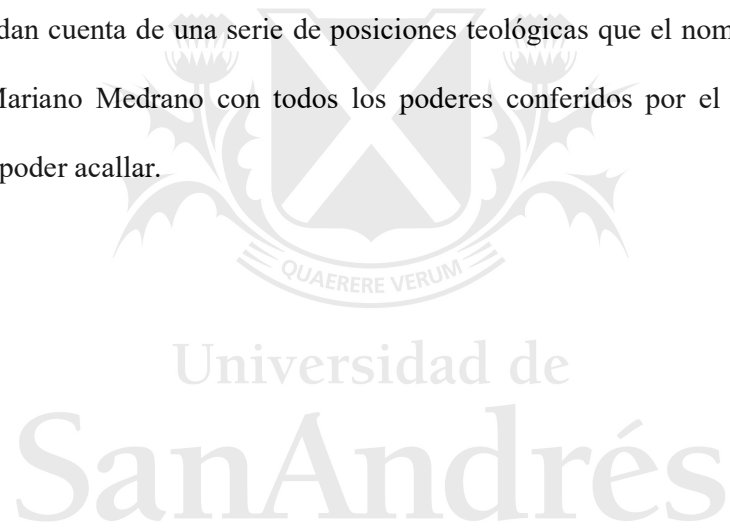 dan cuenta de una serie de posiciones teológicas que el nom
Mariano Medrano con todos los poderes conferidos por el
poder acallar.
QUAERERE VERUM
Universidad de
SanAndrés